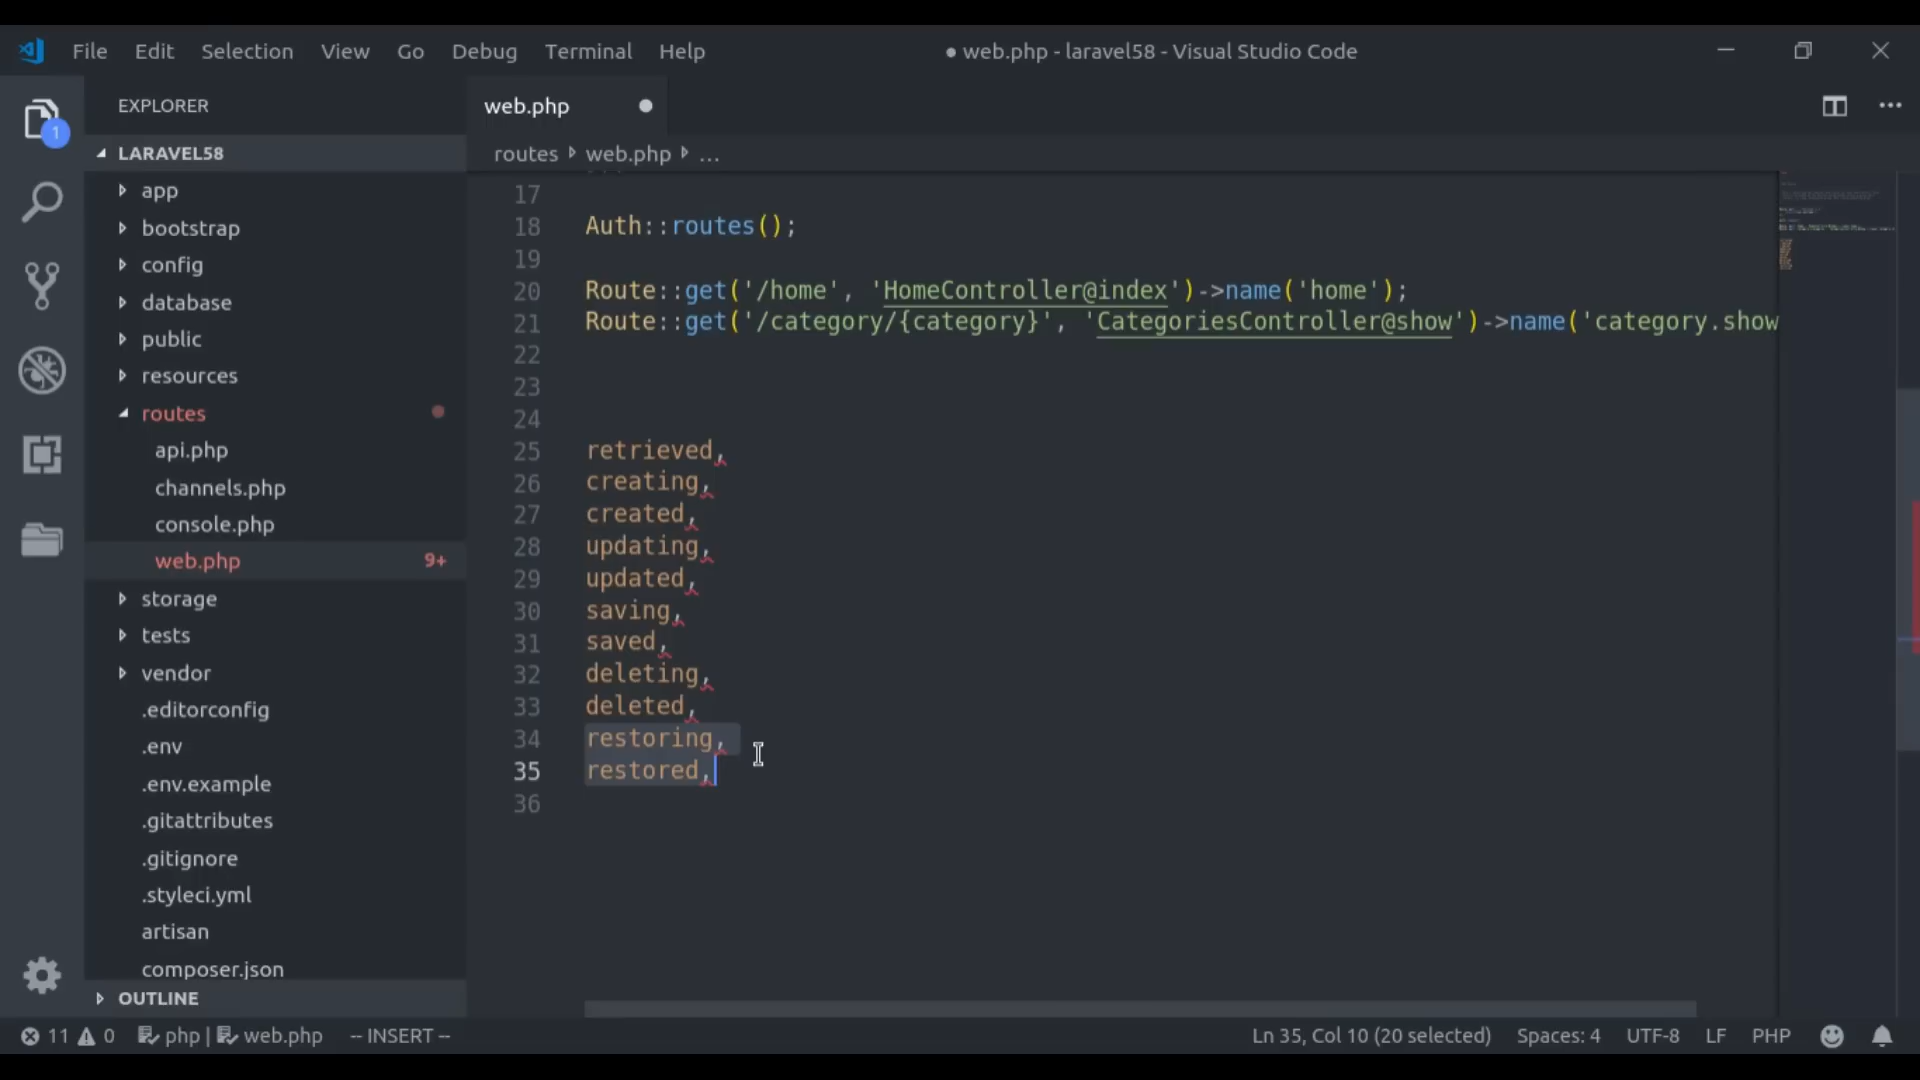 File Edit Selection View Go Debug Terminal Help
● web.php - laravel58 - Visual Studio Code
1
EXPLORER
LARAVEL58
app
bootstrap
config
database
public
resources
routes
api.php
channels.php
console.php
web.php 9+
storage
tests
vendor
.editorconfig
.env
.env.example
.gitattributes
.gitignore
.styleci.yml
artisan
composer.json
OUTLINE
web.php
routes web.php ...
17
18 Auth::routes();
19
20 Route::get('/home', 'HomeController@index')->name('home');
21 Route::get('/category/{category}', 'CategoriesController@show')->name('category.show
22
23
24
25 retrieved,
26 creating,
27 created,
28 updating,
29 updated,
30 saving,
31 saved,
32 deleting,
33 deleted,
34 restoring,
35 restored,
36
11 0 php | web.php -- INSERT --
Ln 35, Col 10 (20 selected) Spaces: 4 UTF-8 LF PHP